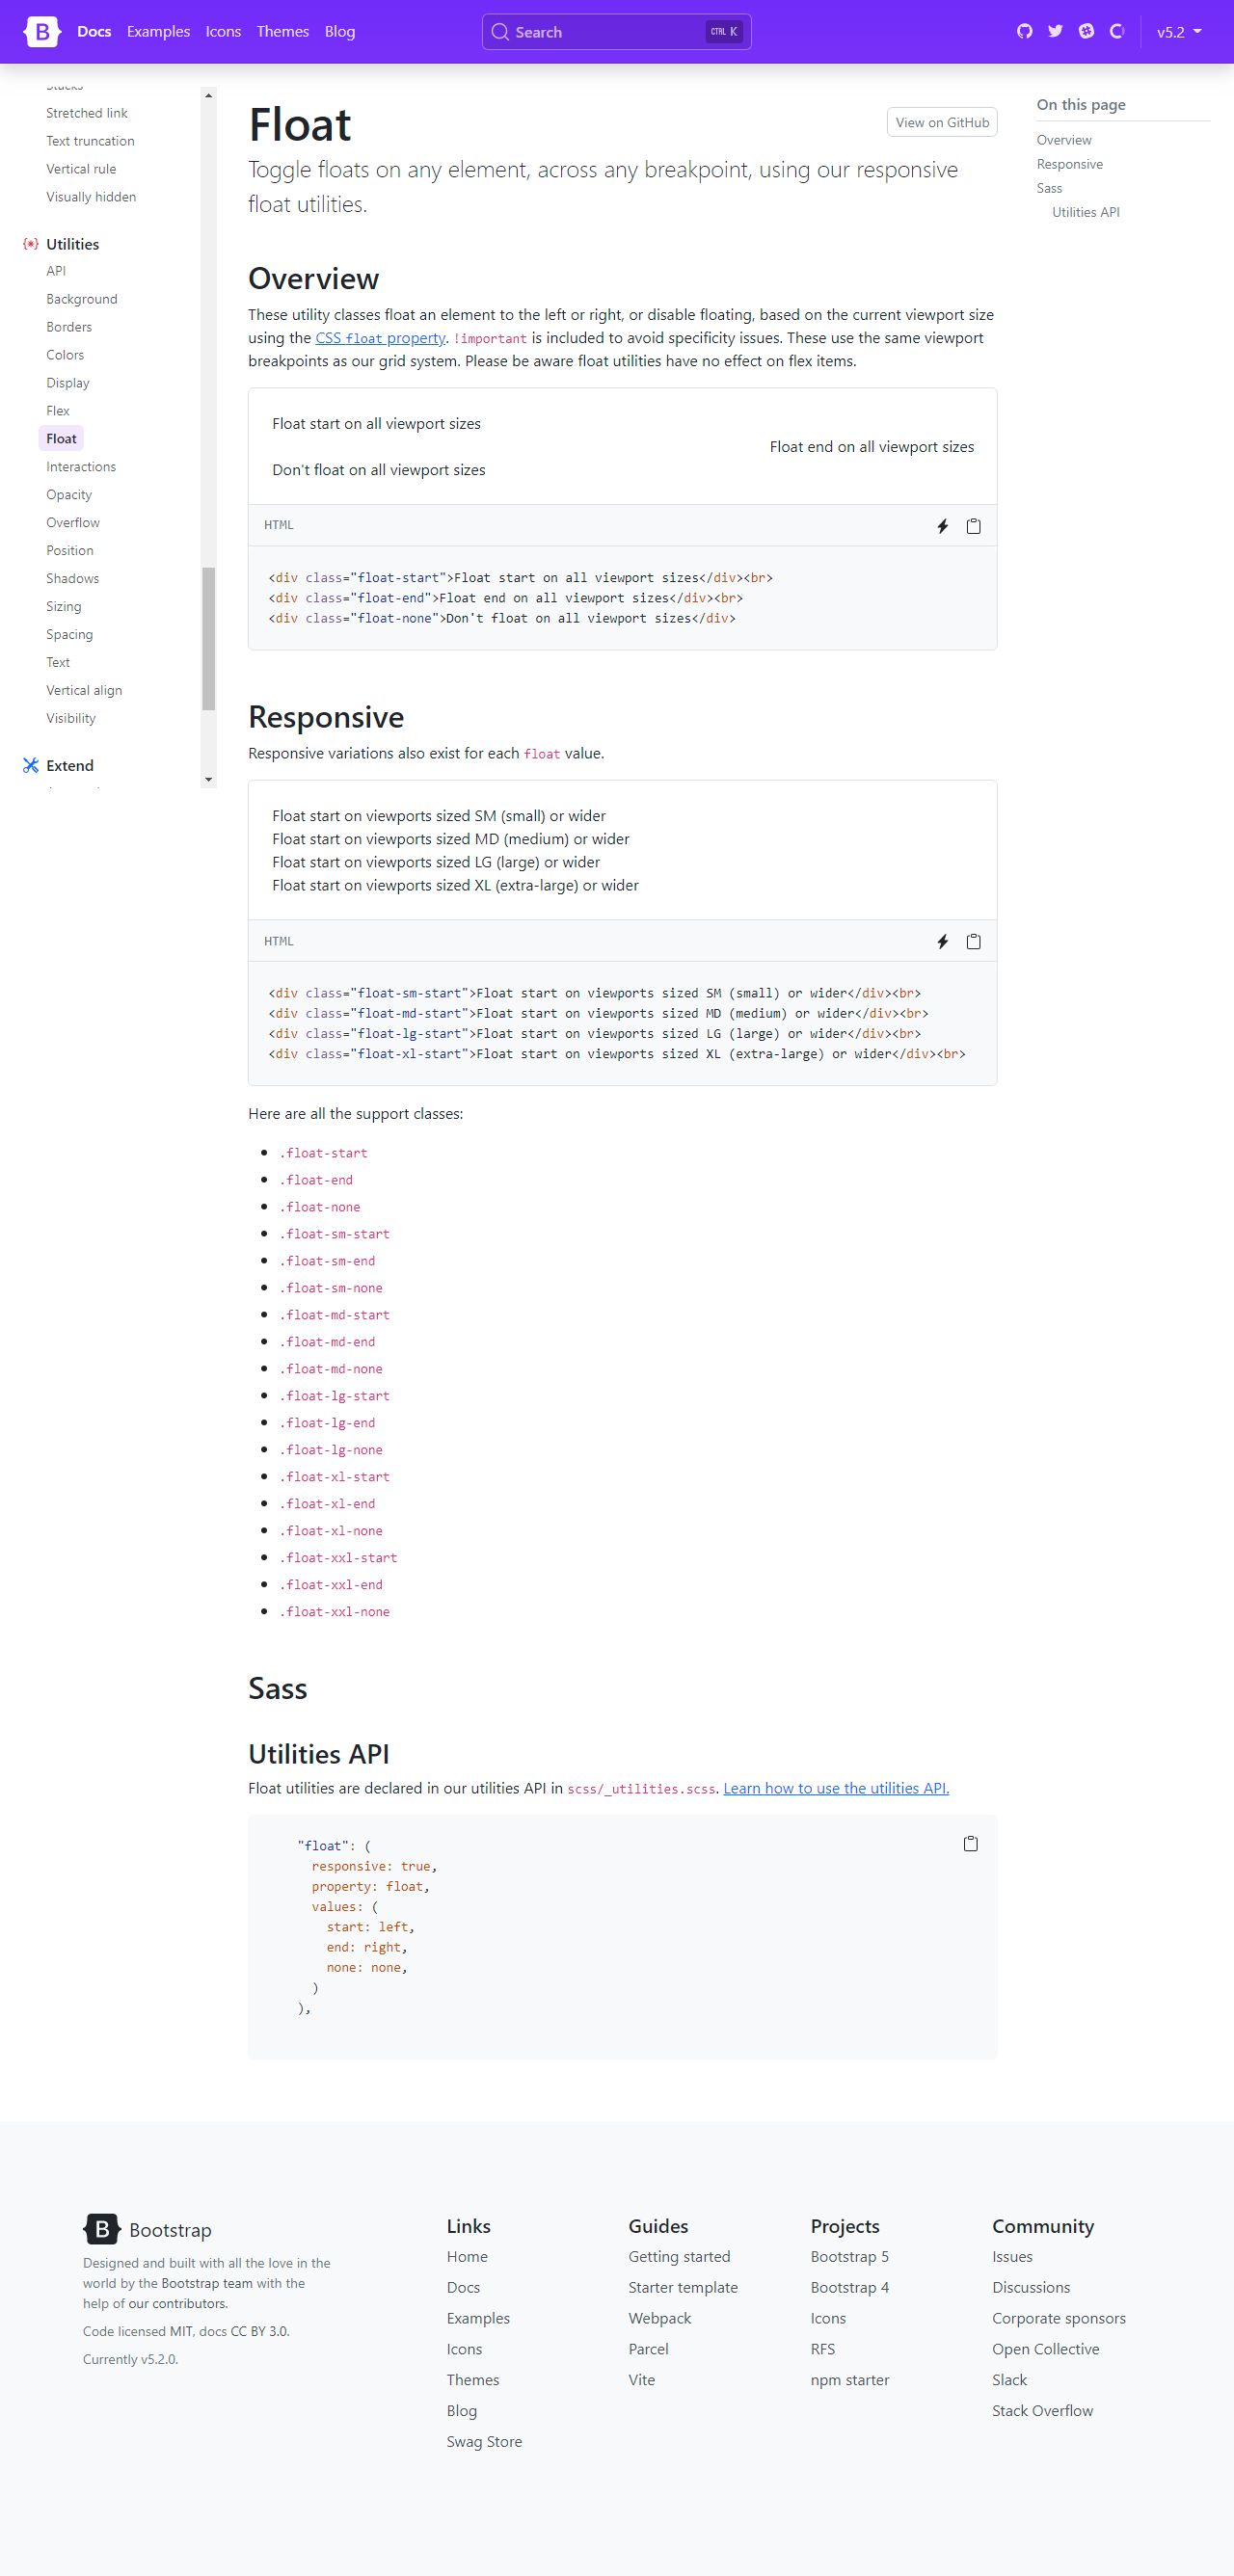 B Docs Examples Icons Themes Blog Search CTRL K v5.2
Stretched link
Text truncation
Vertical rule
Visually hidden
Utilities
API
Background
Borders
Colors
Display
Flex
Float
Interactions
Opacity
Overflow
Position
Shadows
Sizing
Spacing
Text
Vertical align
Visibility
Extend
Float
View on GitHub
Toggle floats on any element, across any breakpoint, using our responsive
float utilities.
On this page
Overview
Responsive
Sass
Utilities API
Overview
These utility classes float an element to the left or right, or disable floating, based on the current viewport size
using the CSS float property. !important is included to avoid specificity issues. These use the same viewport
breakpoints as our grid system. Please be aware float utilities have no effect on flex items.
Float start on all viewport sizes
Float end on all viewport sizes
Don't float on all viewport sizes
HTML
<div class="float-start">Float start on all viewport sizes</div><br>
<div class="float-end">Float end on all viewport sizes</div><br>
<div class="float-none">Don't float on all viewport sizes</div>
Responsive
Responsive variations also exist for each float value.
Float start on viewports sized SM (small) or wider
Float start on viewports sized MD (medium) or wider
Float start on viewports sized LG (large) or wider
Float start on viewports sized XL (extra-large) or wider
HTML
<div class="float-sm-start">Float start on viewports sized SM (small) or wider</div><br>
<div class="float-md-start">Float start on viewports sized MD (medium) or wider</div><br>
<div class="float-lg-start">Float start on viewports sized LG (large) or wider</div><br>
<div class="float-xl-start">Float start on viewports sized XL (extra-large) or wider</div><br>
Here are all the support classes:
.float-start
.float-end
.float-none
.float-sm-start
.float-sm-end
.float-sm-none
.float-md-start
.float-md-end
.float-md-none
.float-lg-start
.float-lg-end
.float-lg-none
.float-xl-start
.float-xl-end
.float-xl-none
.float-xxl-start
.float-xxl-end
.float-xxl-none
Sass
Utilities API
Float utilities are declared in our utilities API in scss/_utilities.scss. Learn how to use the utilities API.
"float": (
responsive: true,
property: float,
values: (
start: left,
end: right,
none: none,
)
),
B Bootstrap
Designed and built with all the love in the
world by the Bootstrap team with the
help of our contributors.
Code licensed MIT, docs CC BY 3.0.
Currently v5.2.0.
Links
Home
Docs
Examples
Icons
Themes
Blog
Swag Store
Guides
Getting started
Starter template
Webpack
Parcel
Vite
Projects
Bootstrap 5
Bootstrap 4
Icons
RFS
npm starter
Community
Issues
Discussions
Corporate sponsors
Open Collective
Slack
Stack Overflow